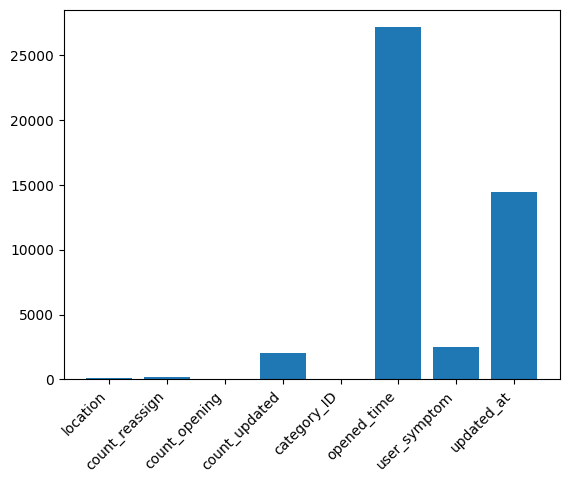 25000
20000
15000
10000
5000
0
location
count_reassign
count_opening
count_updated
category_ID
opened_time
user_symptom
updated_at